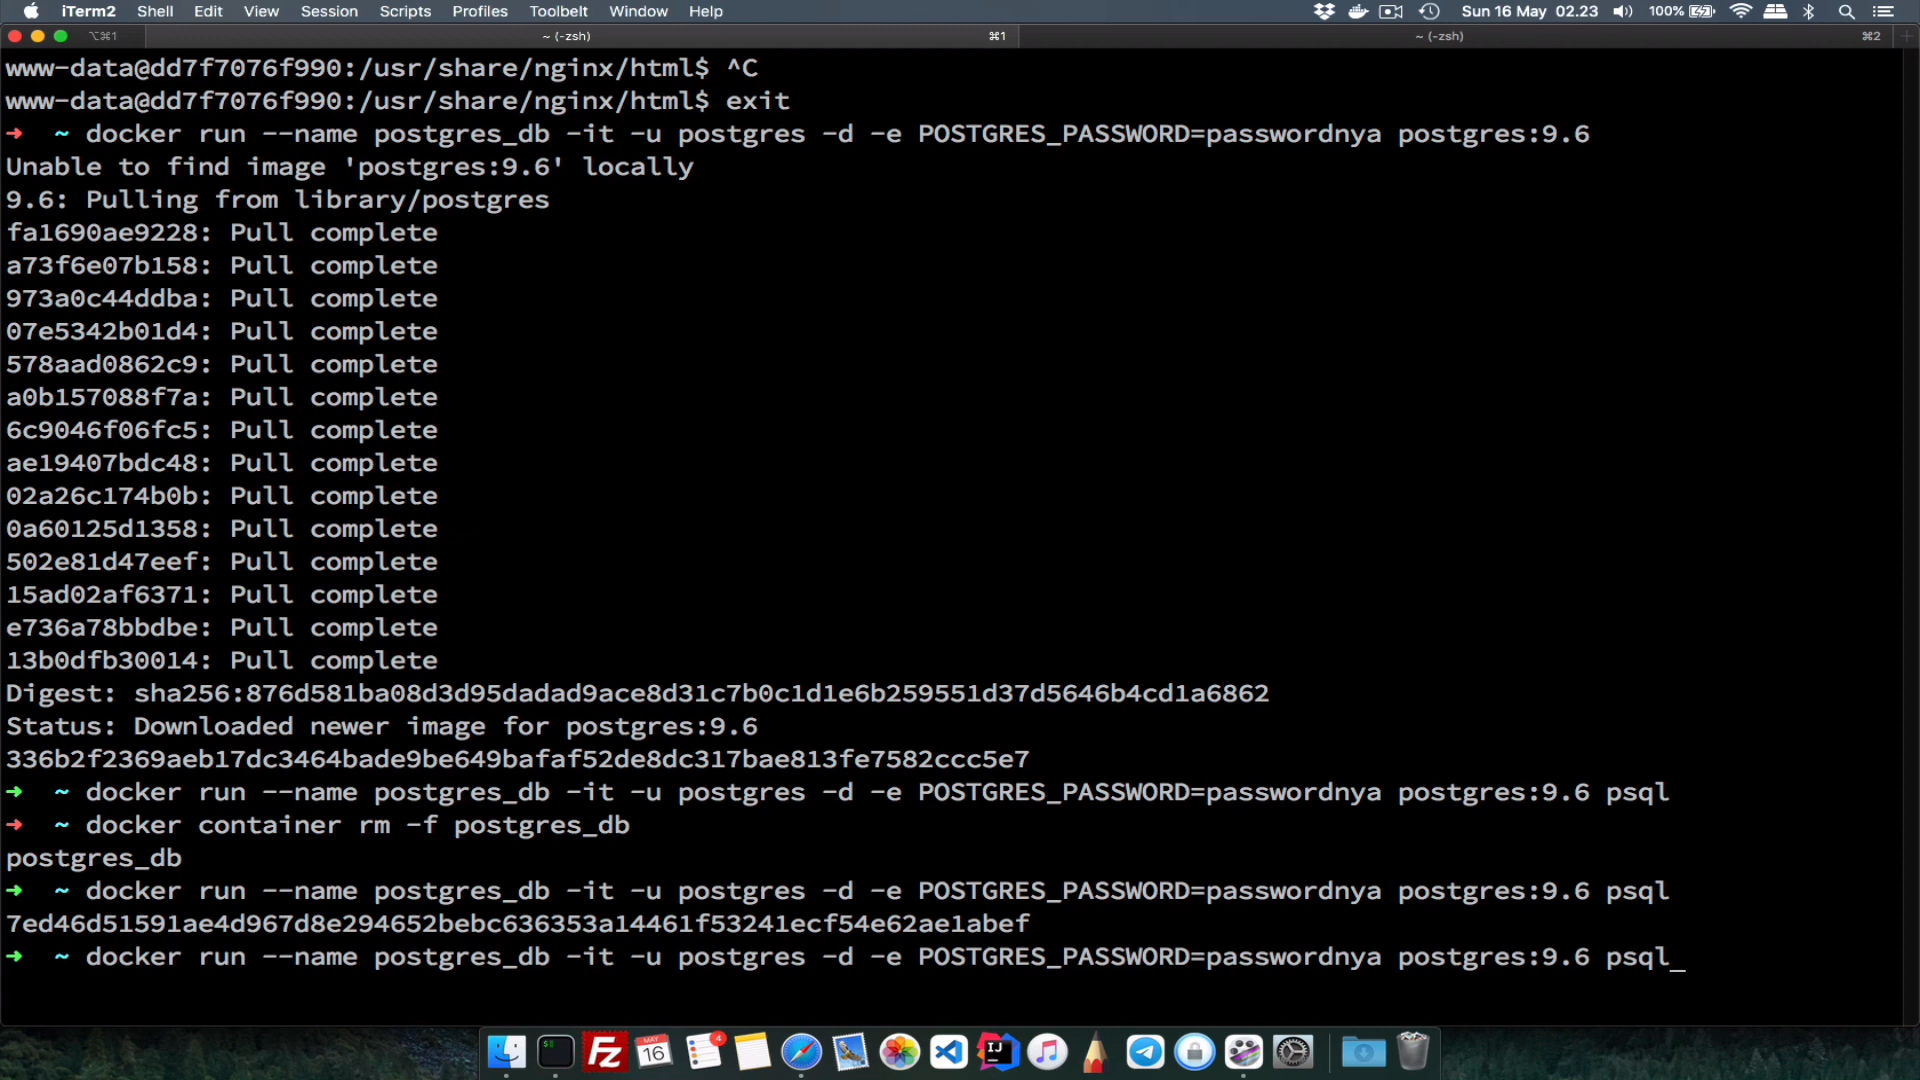 iTerm2 Shell Edit View Session Scripts Profiles Toolbelt Window Help Sun 16 May 02.23 100%
⌥⌘1 ~ (-zsh) ⌘1 ~ (-zsh) ⌘2
www-data@dd7f7076f990:/usr/share/nginx/html$ ^C
www-data@dd7f7076f990:/usr/share/nginx/html$ exit
➜ ~ docker run --name postgres_db -it -u postgres -d -e POSTGRES_PASSWORD=passwordnya postgres:9.6
Unable to find image 'postgres:9.6' locally
9.6: Pulling from library/postgres
fa1690ae9228: Pull complete
a73f6e07b158: Pull complete
973a0c44ddba: Pull complete
07e5342b01d4: Pull complete
578aad0862c9: Pull complete
a0b157088f7a: Pull complete
6c9046f06fc5: Pull complete
ae19407bdc48: Pull complete
02a26c174b0b: Pull complete
0a60125d1358: Pull complete
502e81d47eef: Pull complete
15ad02af6371: Pull complete
e736a78bbdbe: Pull complete
13b0dfb30014: Pull complete
Digest: sha256:876d581ba08d3d95dadad9ace8d31c7b0c1d1e6b259551d37d5646b4cd1a6862
Status: Downloaded newer image for postgres:9.6
336b2f2369aeb17dc3464bade9be649bafaf52de8dc317bae813fe7582ccc5e7
➜ ~ docker run --name postgres_db -it -u postgres -d -e POSTGRES_PASSWORD=passwordnya postgres:9.6 psql
➜ ~ docker container rm -f postgres_db
postgres_db
➜ ~ docker run --name postgres_db -it -u postgres -d -e POSTGRES_PASSWORD=passwordnya postgres:9.6 psql
7ed46d51591ae4d967d8e294652bebc636353a14461f53241ecf54e62ae1abef
➜ ~ docker run --name postgres_db -it -u postgres -d -e POSTGRES_PASSWORD=passwordnya postgres:9.6 psql_
$ Fz MAY 16 4 IJ